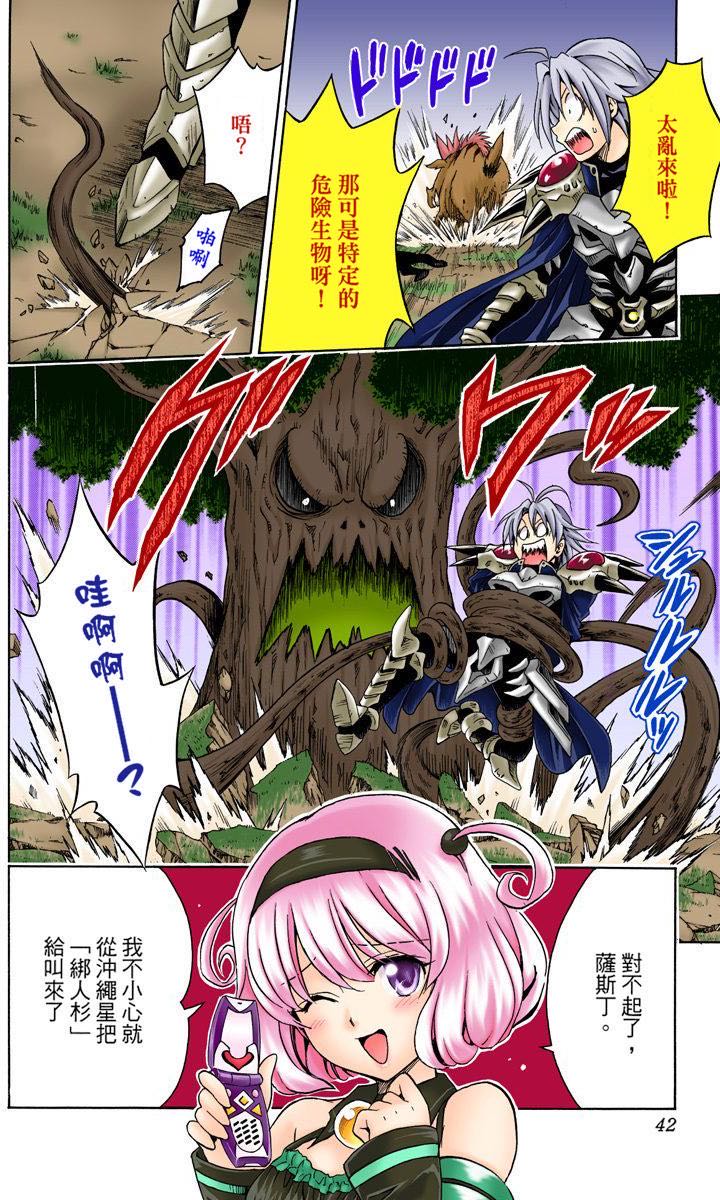 太亂來啦！
ドドドド
那可是特定的
危險生物呀！
唔？
啪唰
ワッ
グッ
シュルルルッ
哇啊啊——？
對不起了，
薩斯丁。
我不小心就
從沖繩星把
「綁人杉」
給叫來了
42